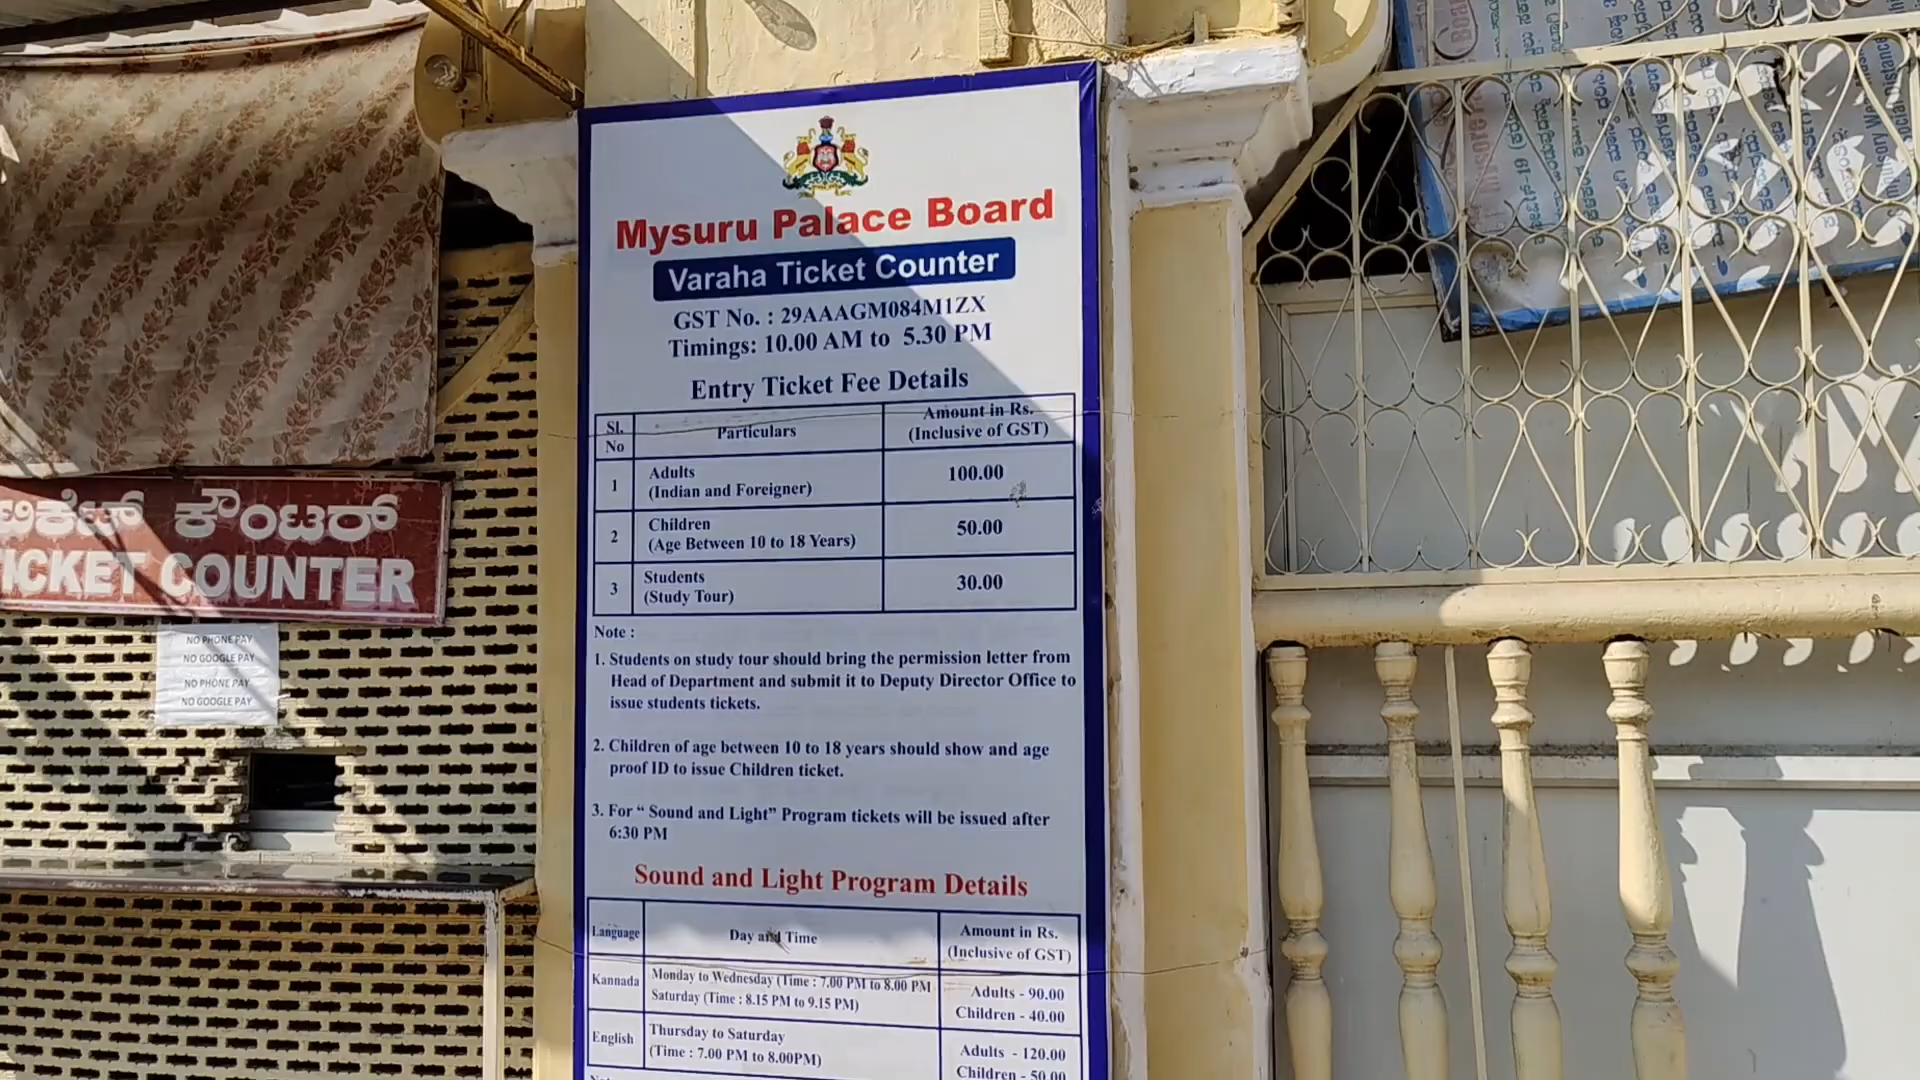 Mysuru Palace Board
Varaha Ticket Counter
GST No. : 29AAAGM084M1ZX
Timings: 10.00 AM to 5.30 PM
Entry Ticket Fee Details
Sl. No Particulars Amount in Rs. (Inclusive of GST)
1 Adults (Indian and Foreigner) 100.00
2 Children (Age Between 10 to 18 Years) 50.00
3 Students (Study Tour) 30.00
Note :
1. Students on study tour should bring the permission letter from
Head of Department and submit it to Deputy Director Office to
issue students tickets.
2. Children of age between 10 to 18 years should show and age
proof ID to issue Children ticket.
3. For “ Sound and Light” Program tickets will be issued after
6:30 PM
Sound and Light Program Details
Language Day and Time Amount in Rs. (Inclusive of GST)
Kannada Monday to Wednesday (Time : 7.00 PM to 8.00 PM
Saturday (Time : 8.15 PM to 9.15 PM)
Adults - 90.00
Children - 40.00
English Thursday to Saturday
(Time : 7.00 PM to 8.00PM)
Adults - 120.00
Children - 50.00
ಟಿಕೆಟ್ ಕೌಂಟರ್
TICKET COUNTER
NO PHONE PAY
NO GOOGLE PAY
NO PHONE PAY
NO GOOGLE PAY